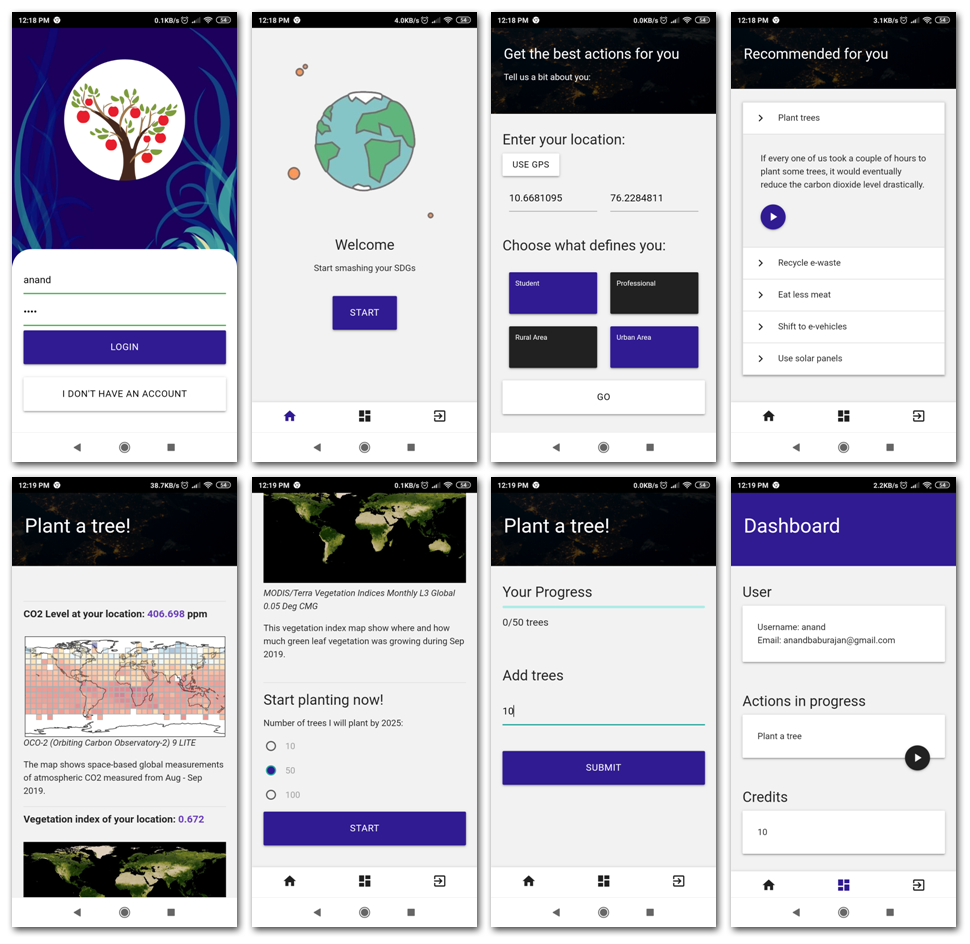 12:18 PM
0.1KB/s
54
anand
••••
LOGIN
I DON'T HAVE AN ACCOUNT
12:18 PM
4.0KB/s
54
Welcome
Start smashing your SDGs
START
12:18 PM
0.0KB/s
54
Get the best actions for you
Tell us a bit about you:
Enter your location:
USE GPS
10.6681095 76.2284811
Choose what defines you:
Student Professional
Rural Area Urban Area
GO
12:18 PM
3.1KB/s
54
Recommended for you
Plant trees
If every one of us took a couple of hours to
plant some trees, it would eventually
reduce the carbon dioxide level drastically.
Recycle e-waste
Eat less meat
Shift to e-vehicles
Use solar panels
12:19 PM
38.7KB/s
54
Plant a tree!
CO2 Level at your location: 406.698 ppm
OCO-2 (Orbiting Carbon Observatory-2) 9 LITE
The map shows space-based global measurements
of atmospheric CO2 measured from Aug - Sep
2019.
Vegetation index of your location: 0.672
12:19 PM
0.1KB/s
54
MODIS/Terra Vegetation Indices Monthly L3 Global
0.05 Deg CMG
This vegetation index map show where and how
much green leaf vegetation was growing during Sep
2019.
Start planting now!
Number of trees I will plant by 2025:
10
50
100
START
12:19 PM
0.0KB/s
54
Plant a tree!
Your Progress
0/50 trees
Add trees
10
SUBMIT
12:19 PM
2.2KB/s
54
Dashboard
User
Username: anand
Email: anandbaburajan@gmail.com
Actions in progress
Plant a tree
Credits
10